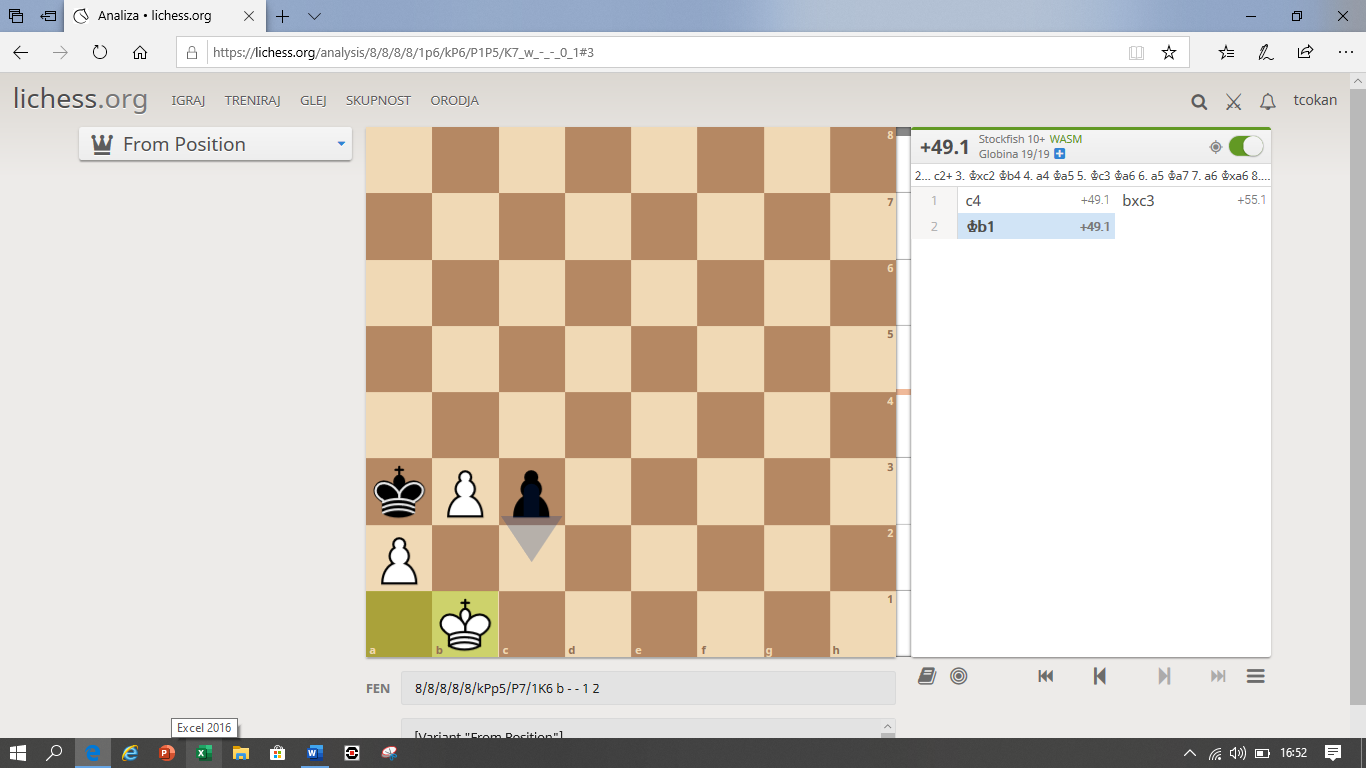 Analiza • lichess.org
https://lichess.org/analysis/8/8/8/8/1p6/kP6/P1P5/K7_w_-_-_0_1#3
lichess.org IGRAJ TRENIRAJ GLEJ SKUPNOST ORODJA tcokan
From Position
+49.1 Stockfish 10+ WASM
Globina 19/19
2... c2+ 3. ♔xc2 ♔b4 4. a4 ♔a5 5. ♔c3 ♔a6 6. a5 ♔a7 7. a6 ♔xa6 8....
1 c4 +49.1 bxc3 +55.1
2 ♔b1 +49.1
8
7
6
5
4
3
2
1
a b c d e f g h
FEN 8/8/8/8/8/kPp5/P7/1K6 b - - 1 2
[Variant "From Position"]
Excel 2016
16:52